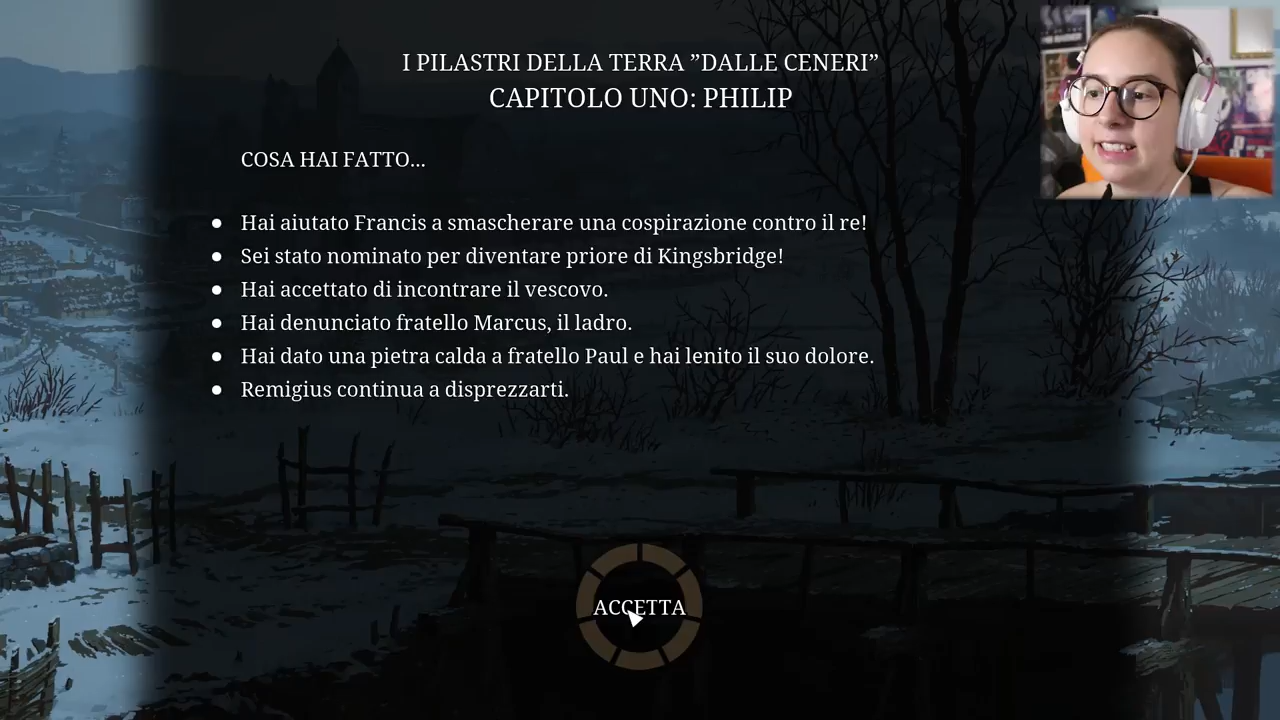 I PILASTRI DELLA TERRA ”DALLE CENERI”
CAPITOLO UNO: PHILIP
COSA HAI FATTO...
● Hai aiutato Francis a smascherare una cospirazione contro il re!
● Sei stato nominato per diventare priore di Kingsbridge!
● Hai accettato di incontrare il vescovo.
● Hai denunciato fratello Marcus, il ladro.
● Hai dato una pietra calda a fratello Paul e hai lenito il suo dolore.
● Remigius continua a disprezzarti.
ACCETTA